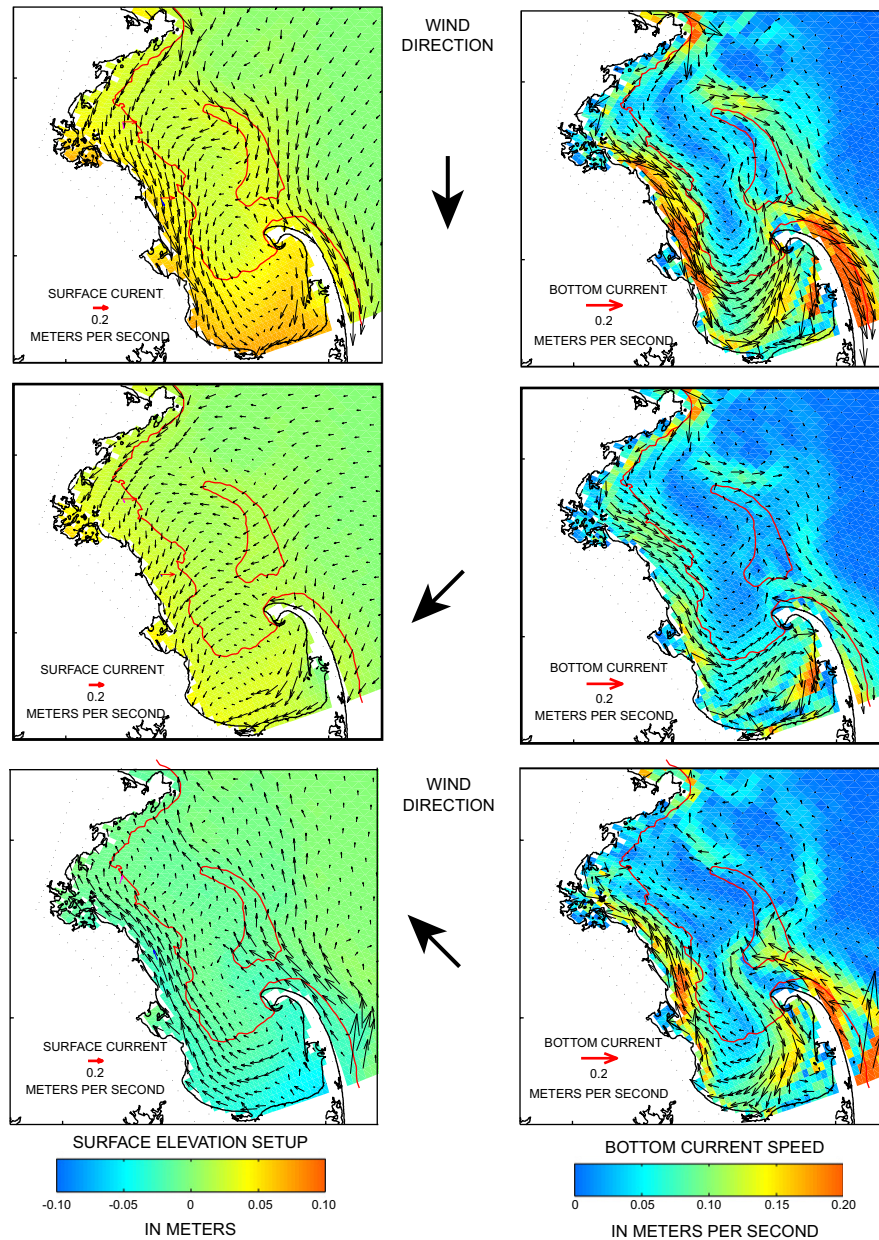 WIND
DIRECTION
SURFACE CURENT
0.2
METERS PER SECOND
BOTTOM CURRENT
0.2
METERS PER SECOND
SURFACE CURRENT
0.2
METERS PER SECOND
BOTTOM CURRENT
0.2
METERS PER SECOND
WIND
DIRECTION
SURFACE CURRENT
0.2
METERS PER SECOND
BOTTOM CURRENT
0.2
METERS PER SECOND
SURFACE ELEVATION SETUP
-0.10 -0.05 0 0.05 0.10
IN METERS
BOTTOM CURRENT SPEED
0 0.05 0.10 0.15 0.20
IN METERS PER SECOND